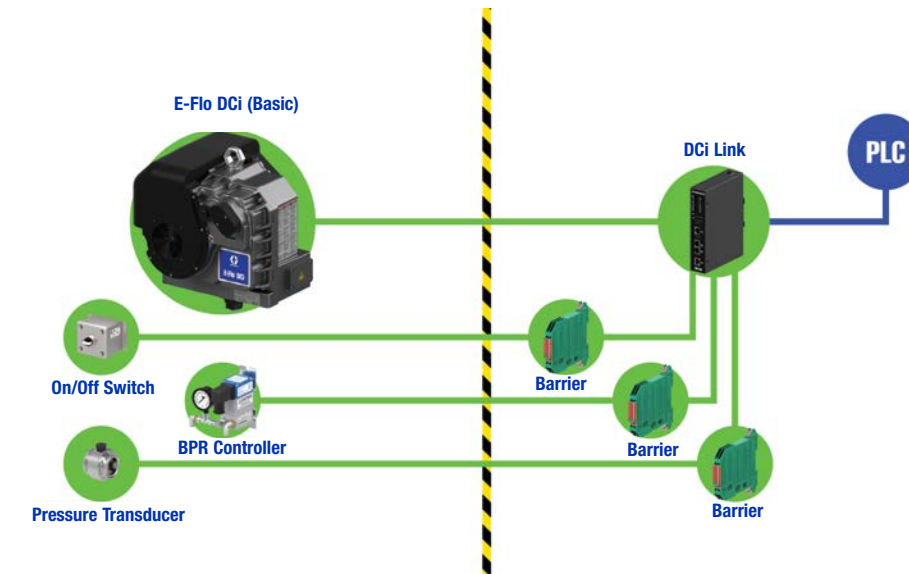 E-Flo DCi (Basic)
DCi Link
PLC
On/Off Switch
Barrier
BPR Controller
Barrier
Pressure Transducer
Barrier